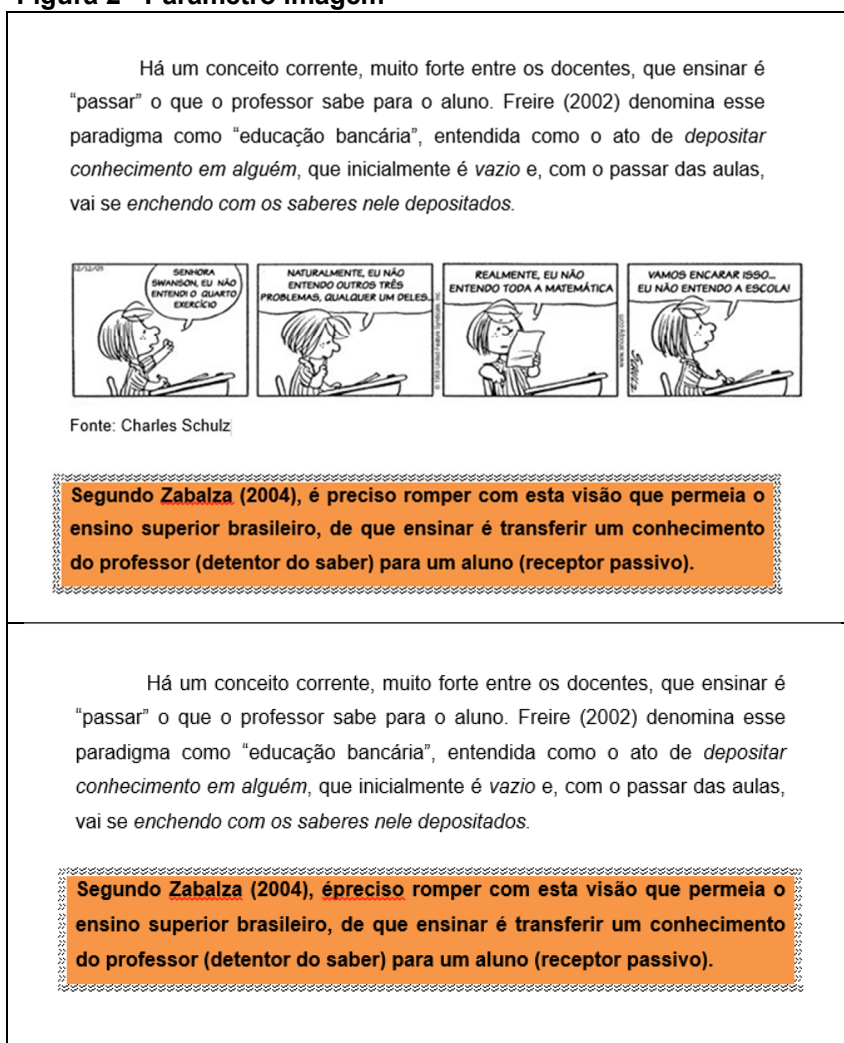 Figura 2 - Parâmetro imagem
Há um conceito corrente, muito forte entre os docentes, que ensinar é
“passar” o que o professor sabe para o aluno. Freire (2002) denomina esse
paradigma como “educação bancária”, entendida como o ato de depositar
conhecimento em alguém, que inicialmente é vazio e, com o passar das aulas,
vai se enchendo com os saberes nele depositados.
12/12/05
SENHORA
SWANSON, EU NÃO
ENTENDI O QUARTO
EXERCÍCIO
NATURALMENTE, EU NÃO
ENTENDO OUTROS TRÊS
PROBLEMAS, QUALQUER UM DELES...
REALMENTE, EU NÃO
ENTENDO TODA A MATEMÁTICA
VAMOS ENCARAR ISSO...
EU NÃO ENTENDO A ESCOLA!
SCHULZ
Fonte: Charles Schulz
Segundo Zabalza (2004), é preciso romper com esta visão que permeia o
ensino superior brasileiro, de que ensinar é transferir um conhecimento
do professor (detentor do saber) para um aluno (receptor passivo).
Há um conceito corrente, muito forte entre os docentes, que ensinar é
“passar” o que o professor sabe para o aluno. Freire (2002) denomina esse
paradigma como “educação bancária”, entendida como o ato de depositar
conhecimento em alguém, que inicialmente é vazio e, com o passar das aulas,
vai se enchendo com os saberes nele depositados.
Segundo Zabalza (2004), épreciso romper com esta visão que permeia o
ensino superior brasileiro, de que ensinar é transferir um conhecimento
do professor (detentor do saber) para um aluno (receptor passivo).